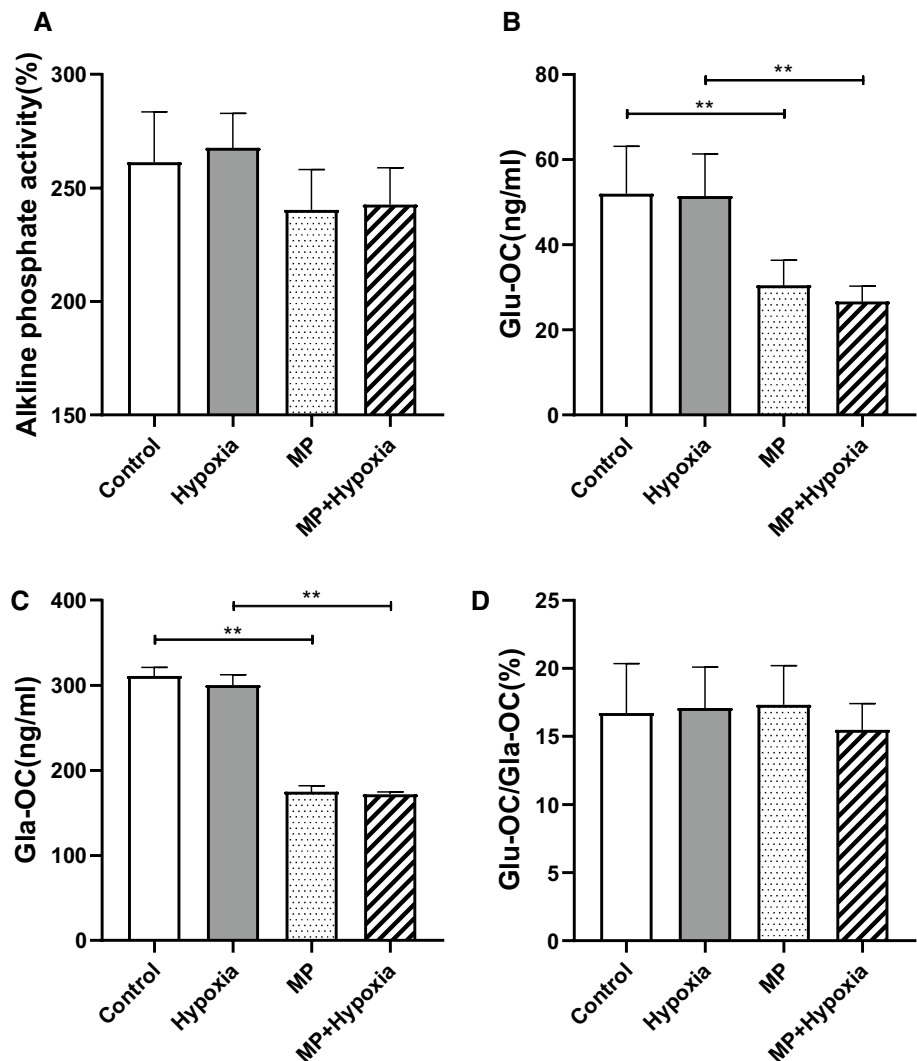 A
Alkline phosphate activity(%)
300
250
200
150
Control
Hypoxia
MP
MP+Hypoxia
B
Glu-OC(ng/ml)
80
60
40
20
0
**
**
Control
Hypoxia
MP
MP+Hypoxia
C
Gla-OC(ng/ml)
400
300
200
100
0
**
**
Control
Hypoxia
MP
MP+Hypoxia
D
Glu-OC/Gla-OC(%)
25
20
15
10
5
0
Control
Hypoxia
MP
MP+Hypoxia